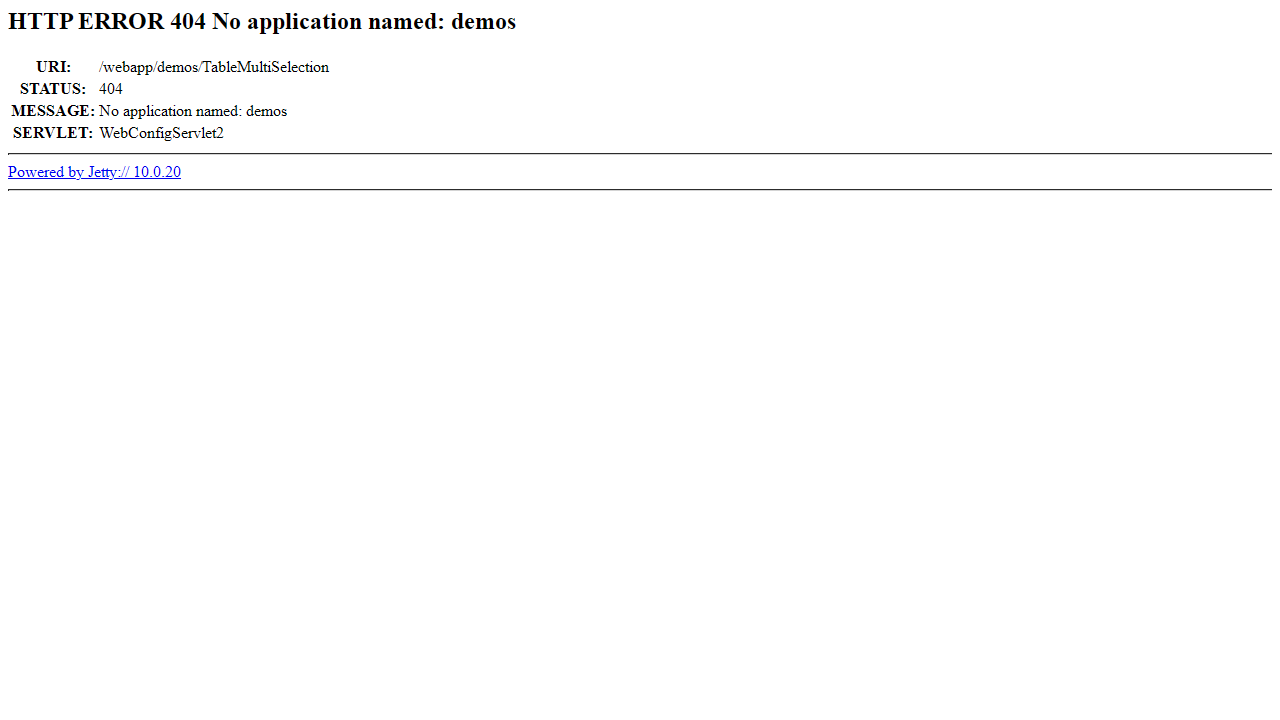 HTTP ERROR 404 No application named: demos
URI: /webapp/demos/TableMultiSelection
STATUS: 404
MESSAGE: No application named: demos
SERVLET: WebConfigServlet2
Powered by Jetty:// 10.0.20